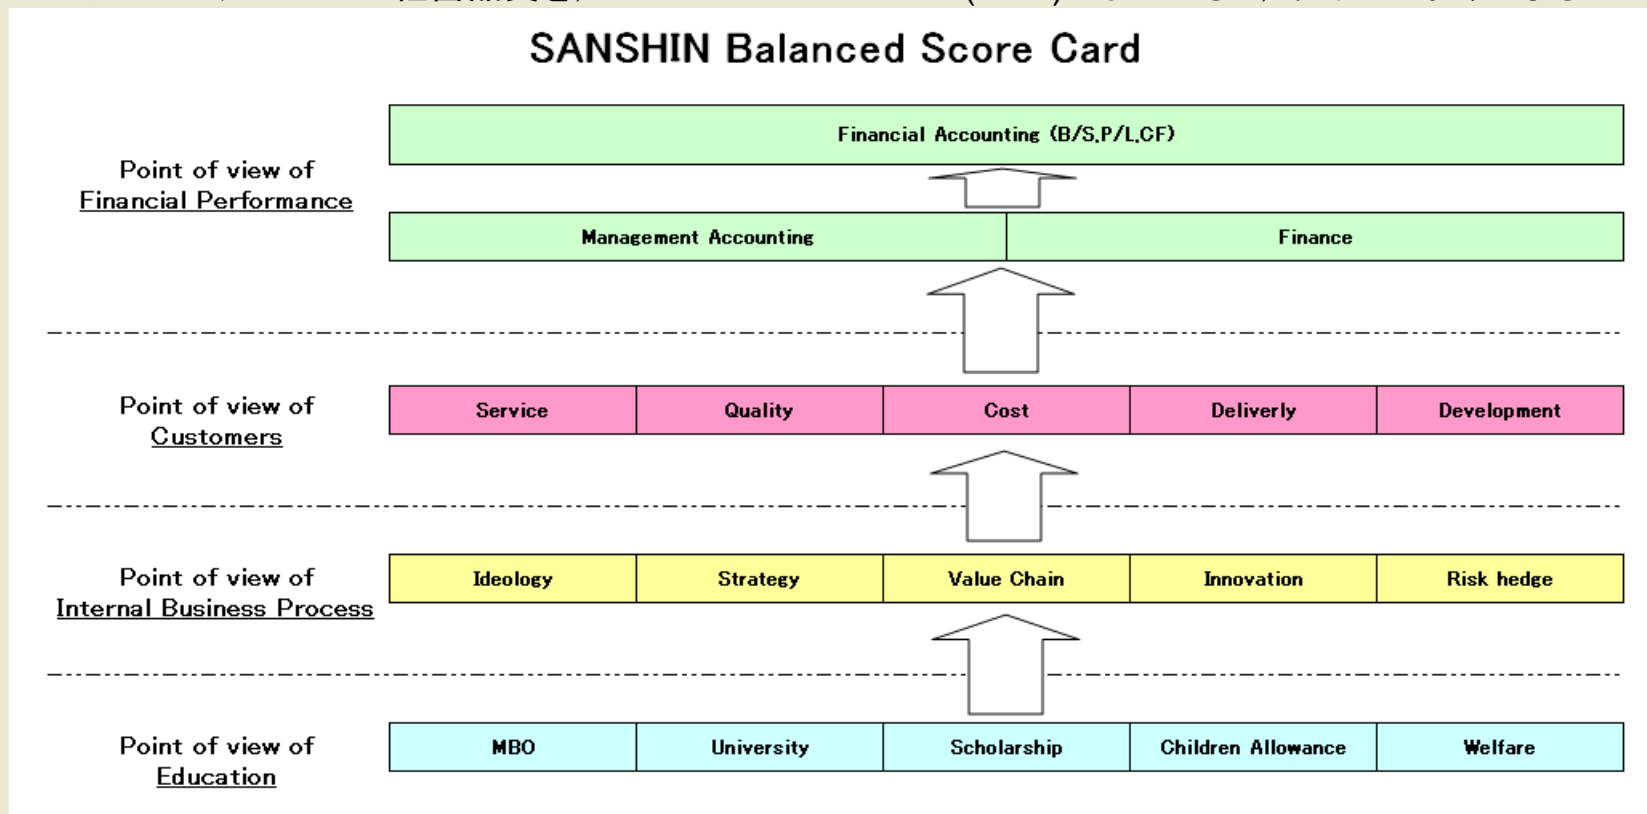 SANSHIN Balanced Score Card
Financial Accounting (B/S,P/L,CF)
Point of view of
Financial Performance
Management Accounting Finance
Point of view of
Customers
Service Quality Cost Deliverly Development
Point of view of
Internal Business Process
Ideology Strategy Value Chain Innovation Risk hedge
Point of view of
Education
MBO University Scholarship Children Allowance Welfare